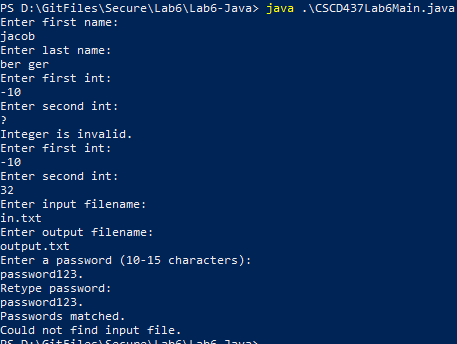 PS D:\GitFiles\Secure\Lab6\Lab6-Java> java .\CSCD437Lab6Main.java
Enter first name:
jacob
Enter last name:
ber ger
Enter first int:
-10
Enter second int:
?
Integer is invalid.
Enter first int:
-10
Enter second int:
32
Enter input filename:
in.txt
Enter output filename:
output.txt
Enter a password (10-15 characters):
password123.
Retype password:
password123.
Passwords matched.
Could not find input file.
PS D:\GitFiles\Secure\Lab6\Lab6-Java>